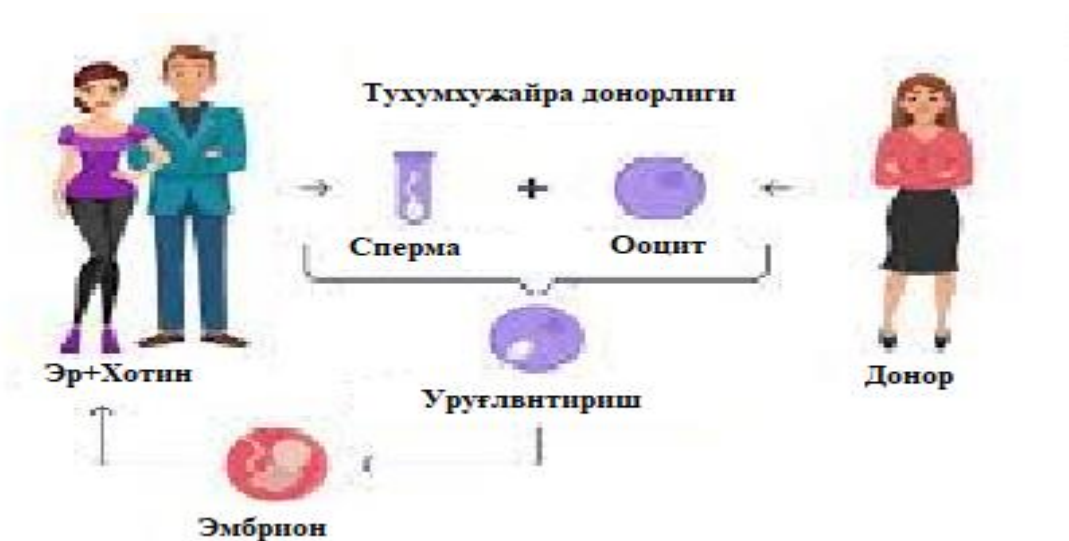 Тухумхужайра донорлиги
Сперма
Ооцит
Эр+Хотин
Донор
Уруғлвнтириш
Эмбрион